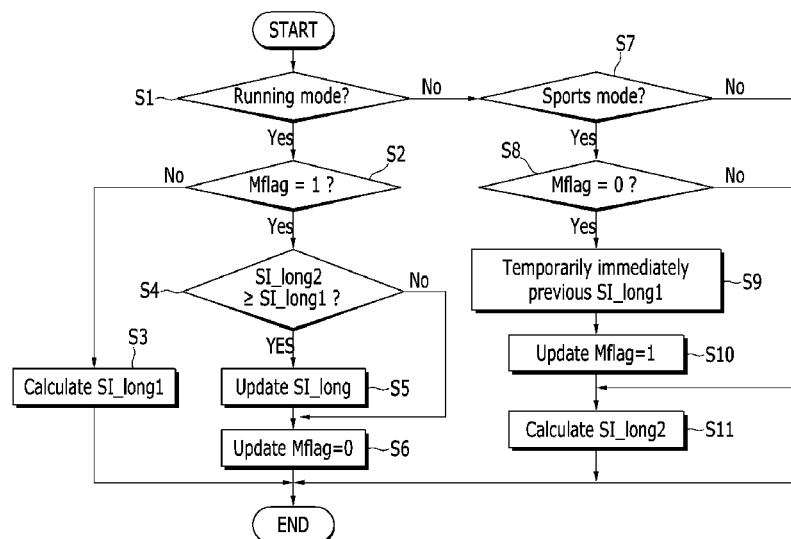 START
S7
S1
Running mode?
No
Sports mode?
No
Yes
Yes
S2
S8
No
Mflag = 1 ?
Mflag = 0 ?
No
Yes
Yes
S4
SI_long2
≥ SI_long1 ?
No
Temporarily immediately
previous SI_long1
S9
S3
YES
Update Mflag=1
S10
Calculate SI_long1
Update SI_long
S5
Calculate SI_long2
S11
Update Mflag=0
S6
END